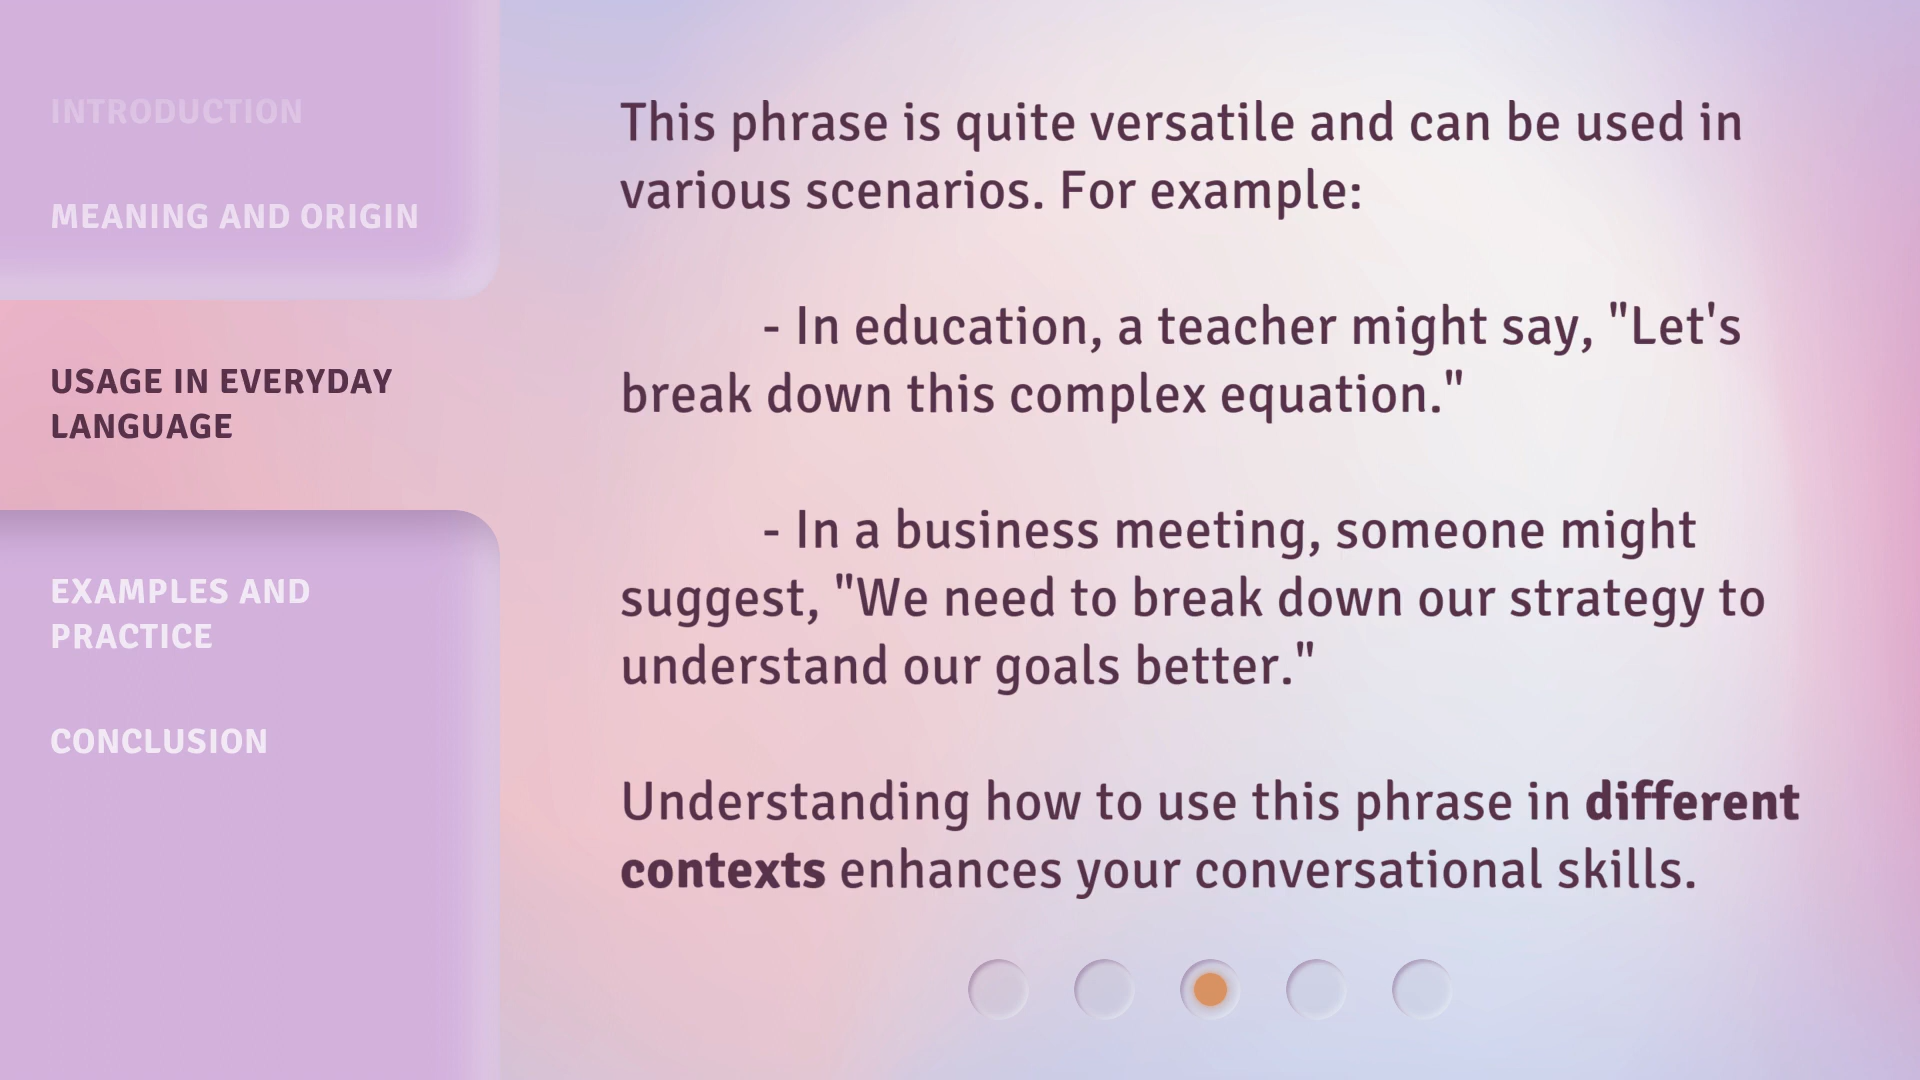 INTRODUCTION
MEANING AND ORIGIN
USAGE IN EVERYDAY
LANGUAGE
EXAMPLES AND
PRACTICE
CONCLUSION
This phrase is quite versatile and can be used in
various scenarios. For example:
- In education, a teacher might say, "Let's
break down this complex equation."
- In a business meeting, someone might
suggest, "We need to break down our strategy to
understand our goals better."
Understanding how to use this phrase in different
contexts enhances your conversational skills.